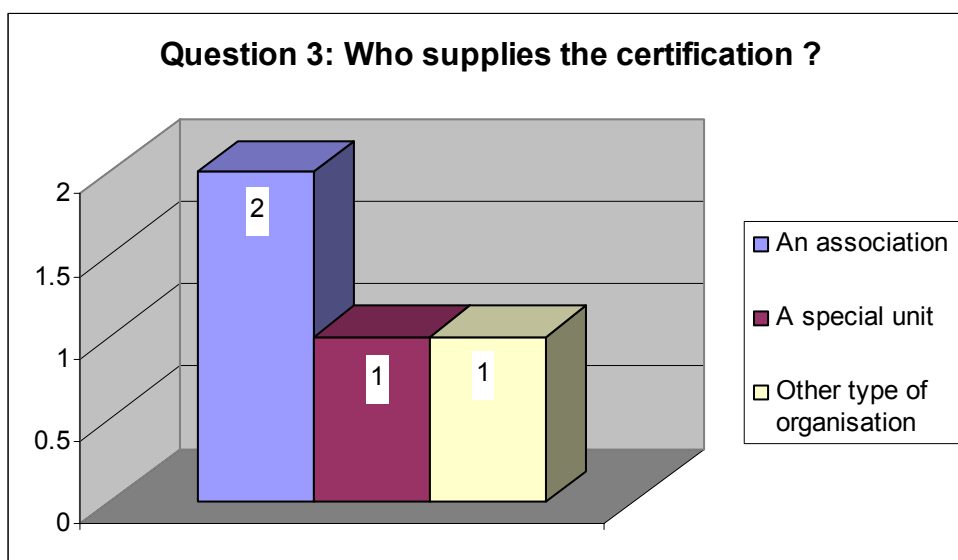 Question 3: Who supplies the certification ?
2
1.5
1
0.5
0
2
1
1
An association
A special unit
Other type of
organisation